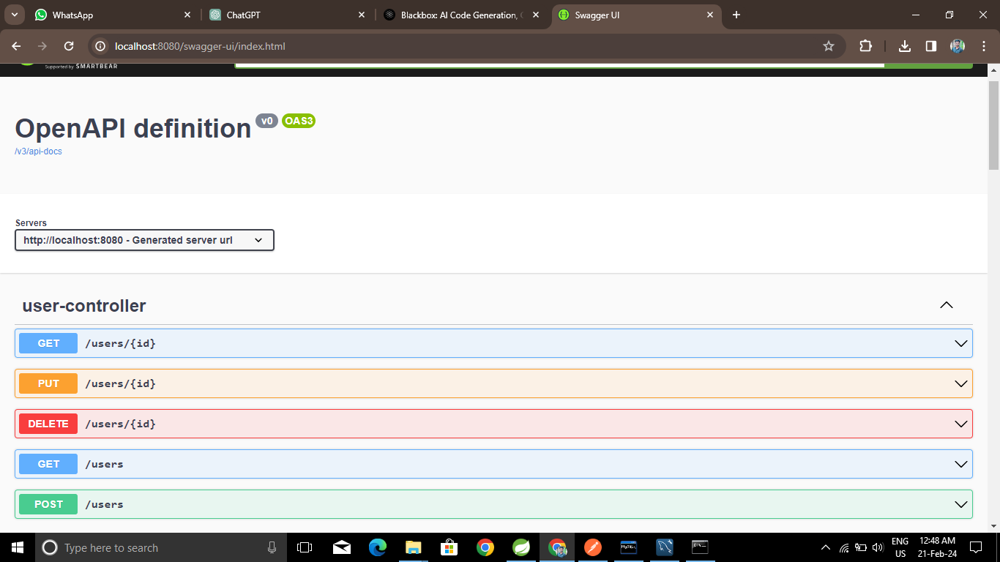 WhatsApp
ChatGPT
Blackbox: AI Code Generation,
Swagger UI
localhost:8080/swagger-ui/index.html
Supported by SMARTBEAR
OpenAPI definition v0 OAS3
/v3/api-docs
Servers
http://localhost:8080 - Generated server url
user-controller
GET /users/{id}
PUT /users/{id}
DELETE /users/{id}
GET /users
POST /users
Type here to search
MySQL
ENG
US
12:48 AM
21-Feb-24